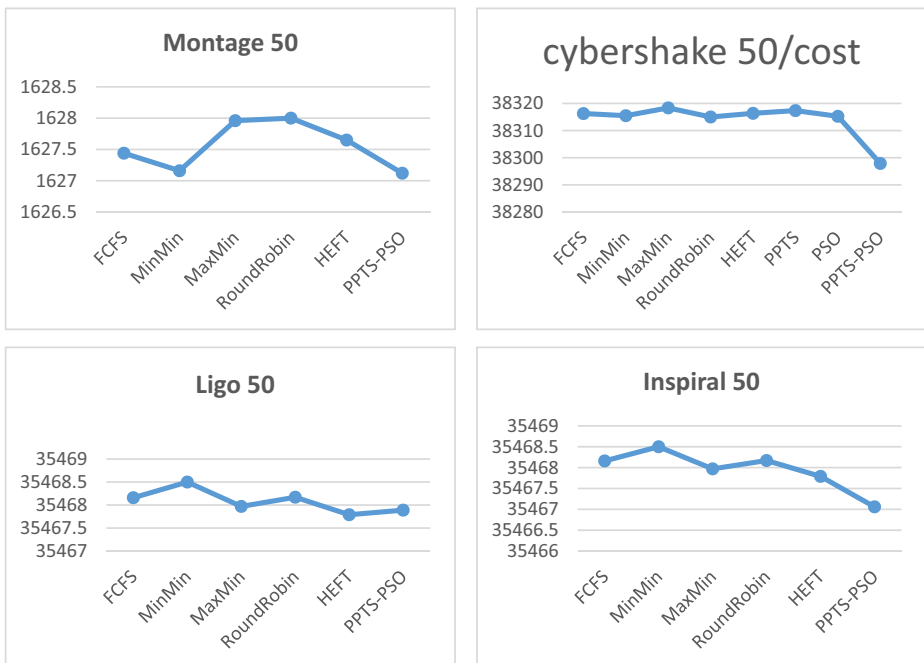 Montage 50
1628.5
1628
1627.5
1627
1626.5
FCFS
MinMin
MaxMin
RoundRobin
HEFT
PPTS-PSO
cybershake 50/cost
38320
38310
38300
38290
38280
FCFS
MinMin
MaxMin
RoundRobin
HEFT
PPTS
PSO
PPTS-PSO
Ligo 50
35469
35468.5
35468
35467.5
35467
FCFS
MinMin
MaxMin
RoundRobin
HEFT
PPTS-PSO
Inspiral 50
35469
35468.5
35468
35467.5
35467
35466.5
35466
FCFS
MinMin
MaxMin
RoundRobin
HEFT
PPTS-PSO